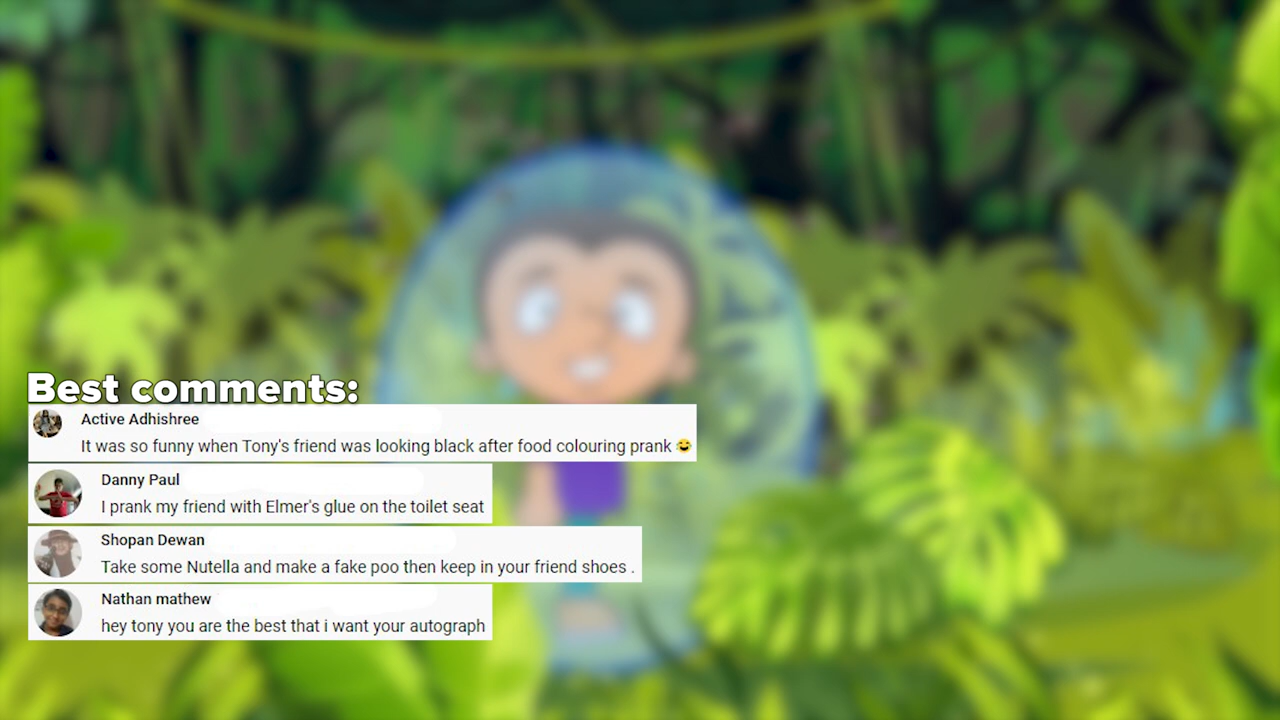 Best comments:
Active Adhishree
It was so funny when Tony's friend was looking black after food colouring prank 😂
Danny Paul
I prank my friend with Elmer's glue on the toilet seat
Shopan Dewan
Take some Nutella and make a fake poo then keep in your friend shoes .
Nathan mathew
hey tony you are the best that i want your autograph